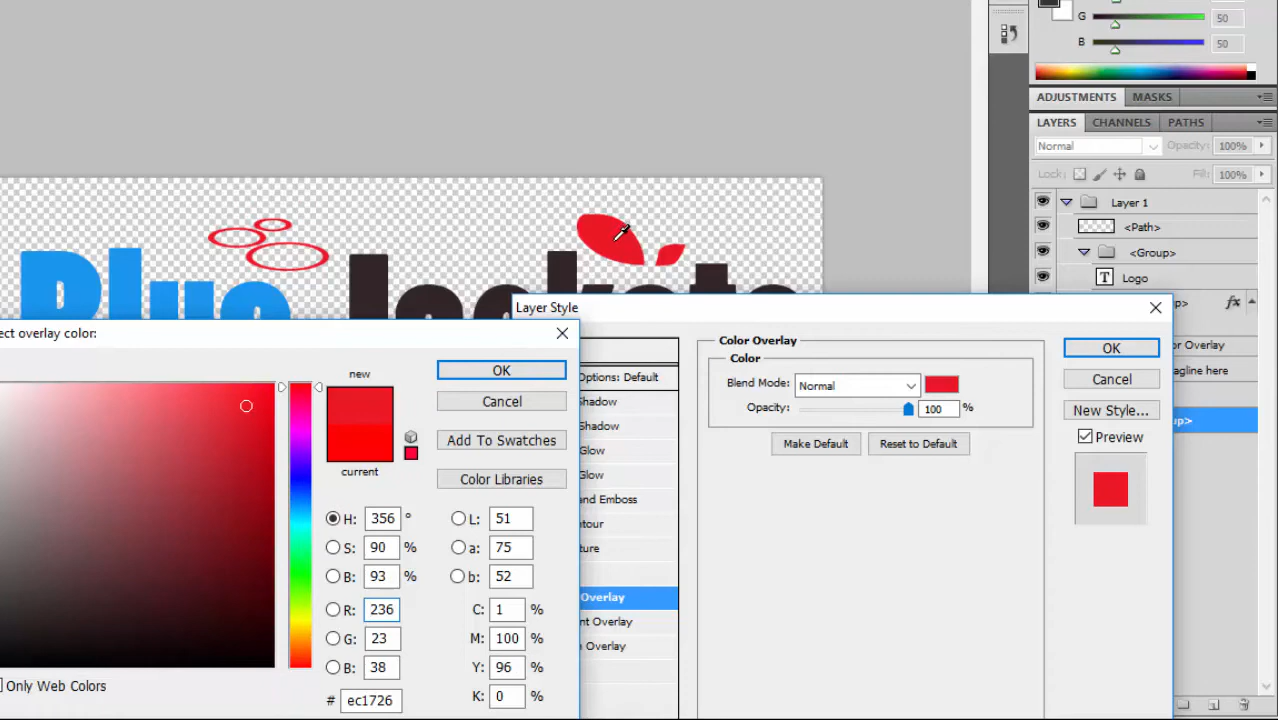 G 50
B 50
ADJUSTMENTS MASKS
LAYERS CHANNELS PATHS
Normal Opacity: 100%
Lock: Fill: 100%
Layer 1
<Path>
<Group>
T Logo
p>
fx
or Overlay
agline here
up>
Blue
Layer Style
Options: Default
Shadow
Shadow
Glow
Glow
and Emboss
ntour
ture
Overlay
nt Overlay
n Overlay
Color Overlay
Color
Blend Mode: Normal
Opacity: 100 %
Make Default Reset to Default
OK
Cancel
New Style...
Preview
ect overlay color:
new
current
OK
Cancel
Add To Swatches
Color Libraries
H: 356 ° L: 51
S: 90 % a: 75
B: 93 % b: 52
R: 236 C: 1 %
G: 23 M: 100 %
B: 38 Y: 96 %
# ec1726 K: 0 %
Only Web Colors